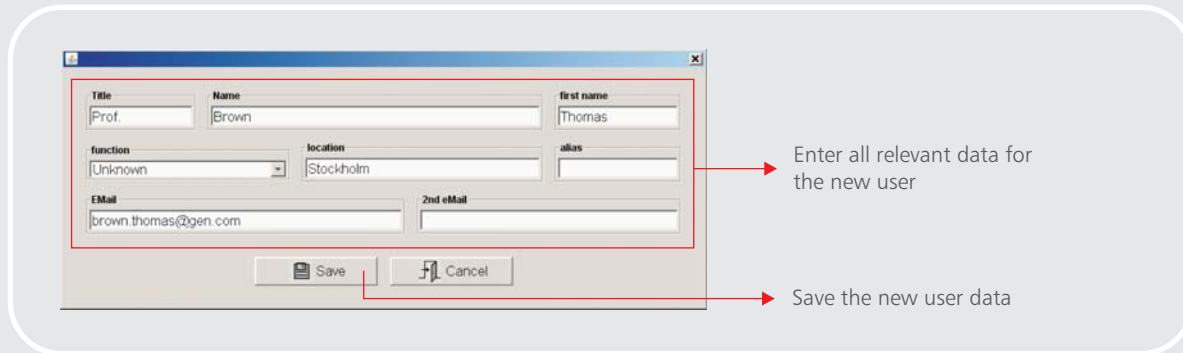 Title Name first name
Prof. Brown Thomas
function location alias
Unknown Stockholm
EMail 2nd eMail
brown.thomas@gen.com
Save Cancel
Enter all relevant data for
the new user
Save the new user data